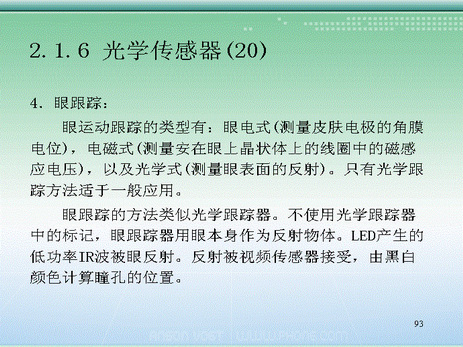 2.1.6 光学传感器(20)
4．眼跟踪：
眼运动跟踪的类型有：眼电式(测量皮肤电极的角膜
电位)，电磁式(测量安在眼上晶状体上的线圈中的磁感
应电压)，以及光学式(测量眼表面的反射)。只有光学跟
踪方法适于一般应用。
眼跟踪的方法类似光学跟踪器。不使用光学跟踪器
中的标记，眼跟踪器用眼本身作为反射物体。LED产生的
低功率IR波被眼反射。反射被视频传感器接受，由黑白
颜色计算瞳孔的位置。
93